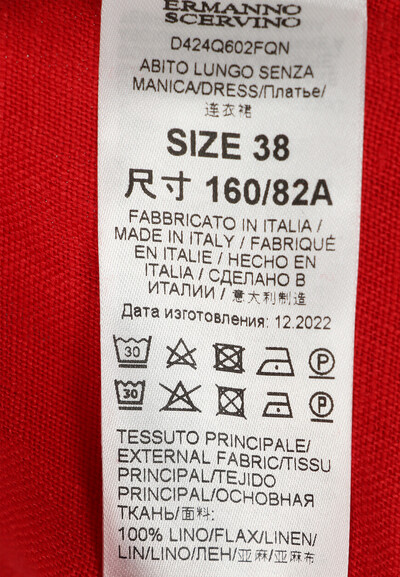 ERMANNO
SCERVINO
D424Q602FQN
ABITO LUNGO SENZA
MANICA/DRESS/Платье/
连衣裙
SIZE 38
尺寸 160/82A
FABBRICATO IN ITALIA /
MADE IN ITALY / FABRIQUÉ
EN ITALIE / HECHO EN
ITALIA / СДЕЛАНО В
ИТАЛИИ / 意大利制造
Дата изготовления: 12.2022
30 P
30 P
TESSUTO PRINCIPALE/
EXTERNAL FABRIC/TISSU
PRINCIPAL/TEJIDO
PRINCIPAL/ОСНОВНАЯ
ТКАНЬ/面料:
100% LINO/FLAX/LINEN/
LIN/LINO/ЛЕН/亚麻/亚麻布